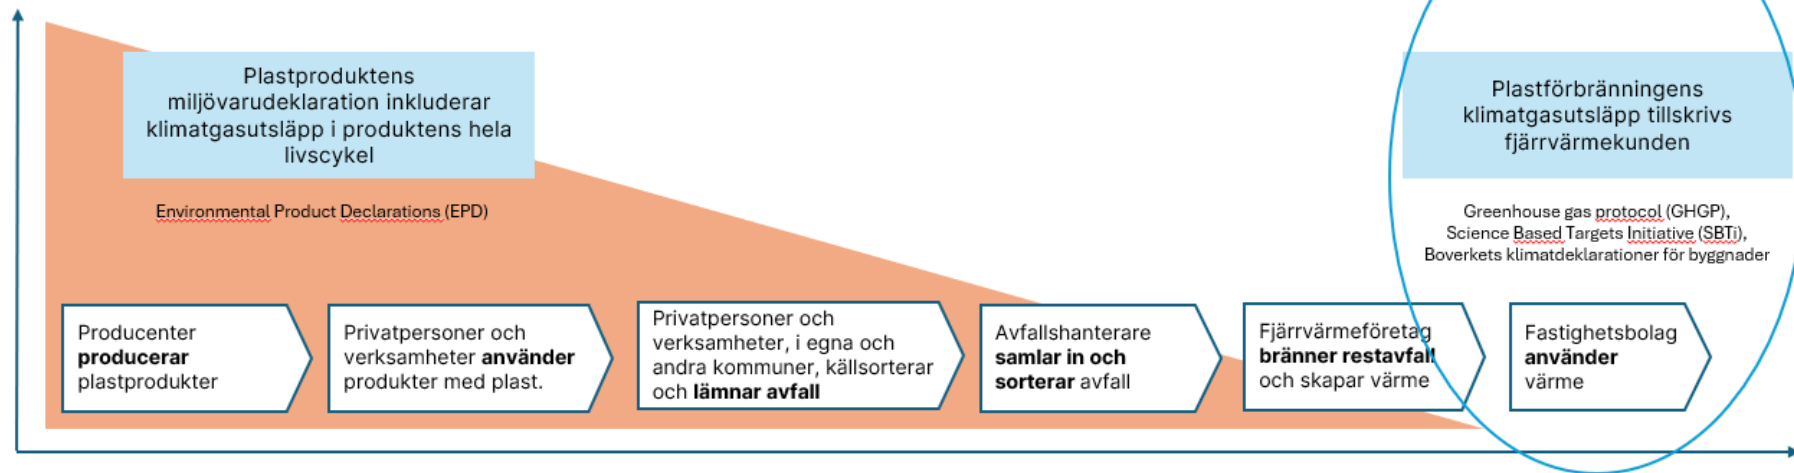 Plastproduktens
miljövarudeklaration inkluderar
klimatgasutsläpp i produktens hela
livscykel
Environmental Product Declarations (EPD)
Plastförbränningens
klimatgasutsläpp tillskrivs
fjärrvärmekunden
Greenhouse gas protocol (GHGP),
Science Based Targets Initiative (SBTi),
Boverkets klimatdeklarationer för byggnader
Producenter
producerar
plastprodukter
Privatpersoner och
verksamheter använder
produkter med plast.
Privatpersoner och
verksamheter, i egna och
andra kommuner, källsorterar
och lämnar avfall
Avfallshanterare
samlar in och
sorterar avfall
Fjärrvärmeföretag
bränner restavfall
och skapar värme
Fastighetsbolag
använder
värme